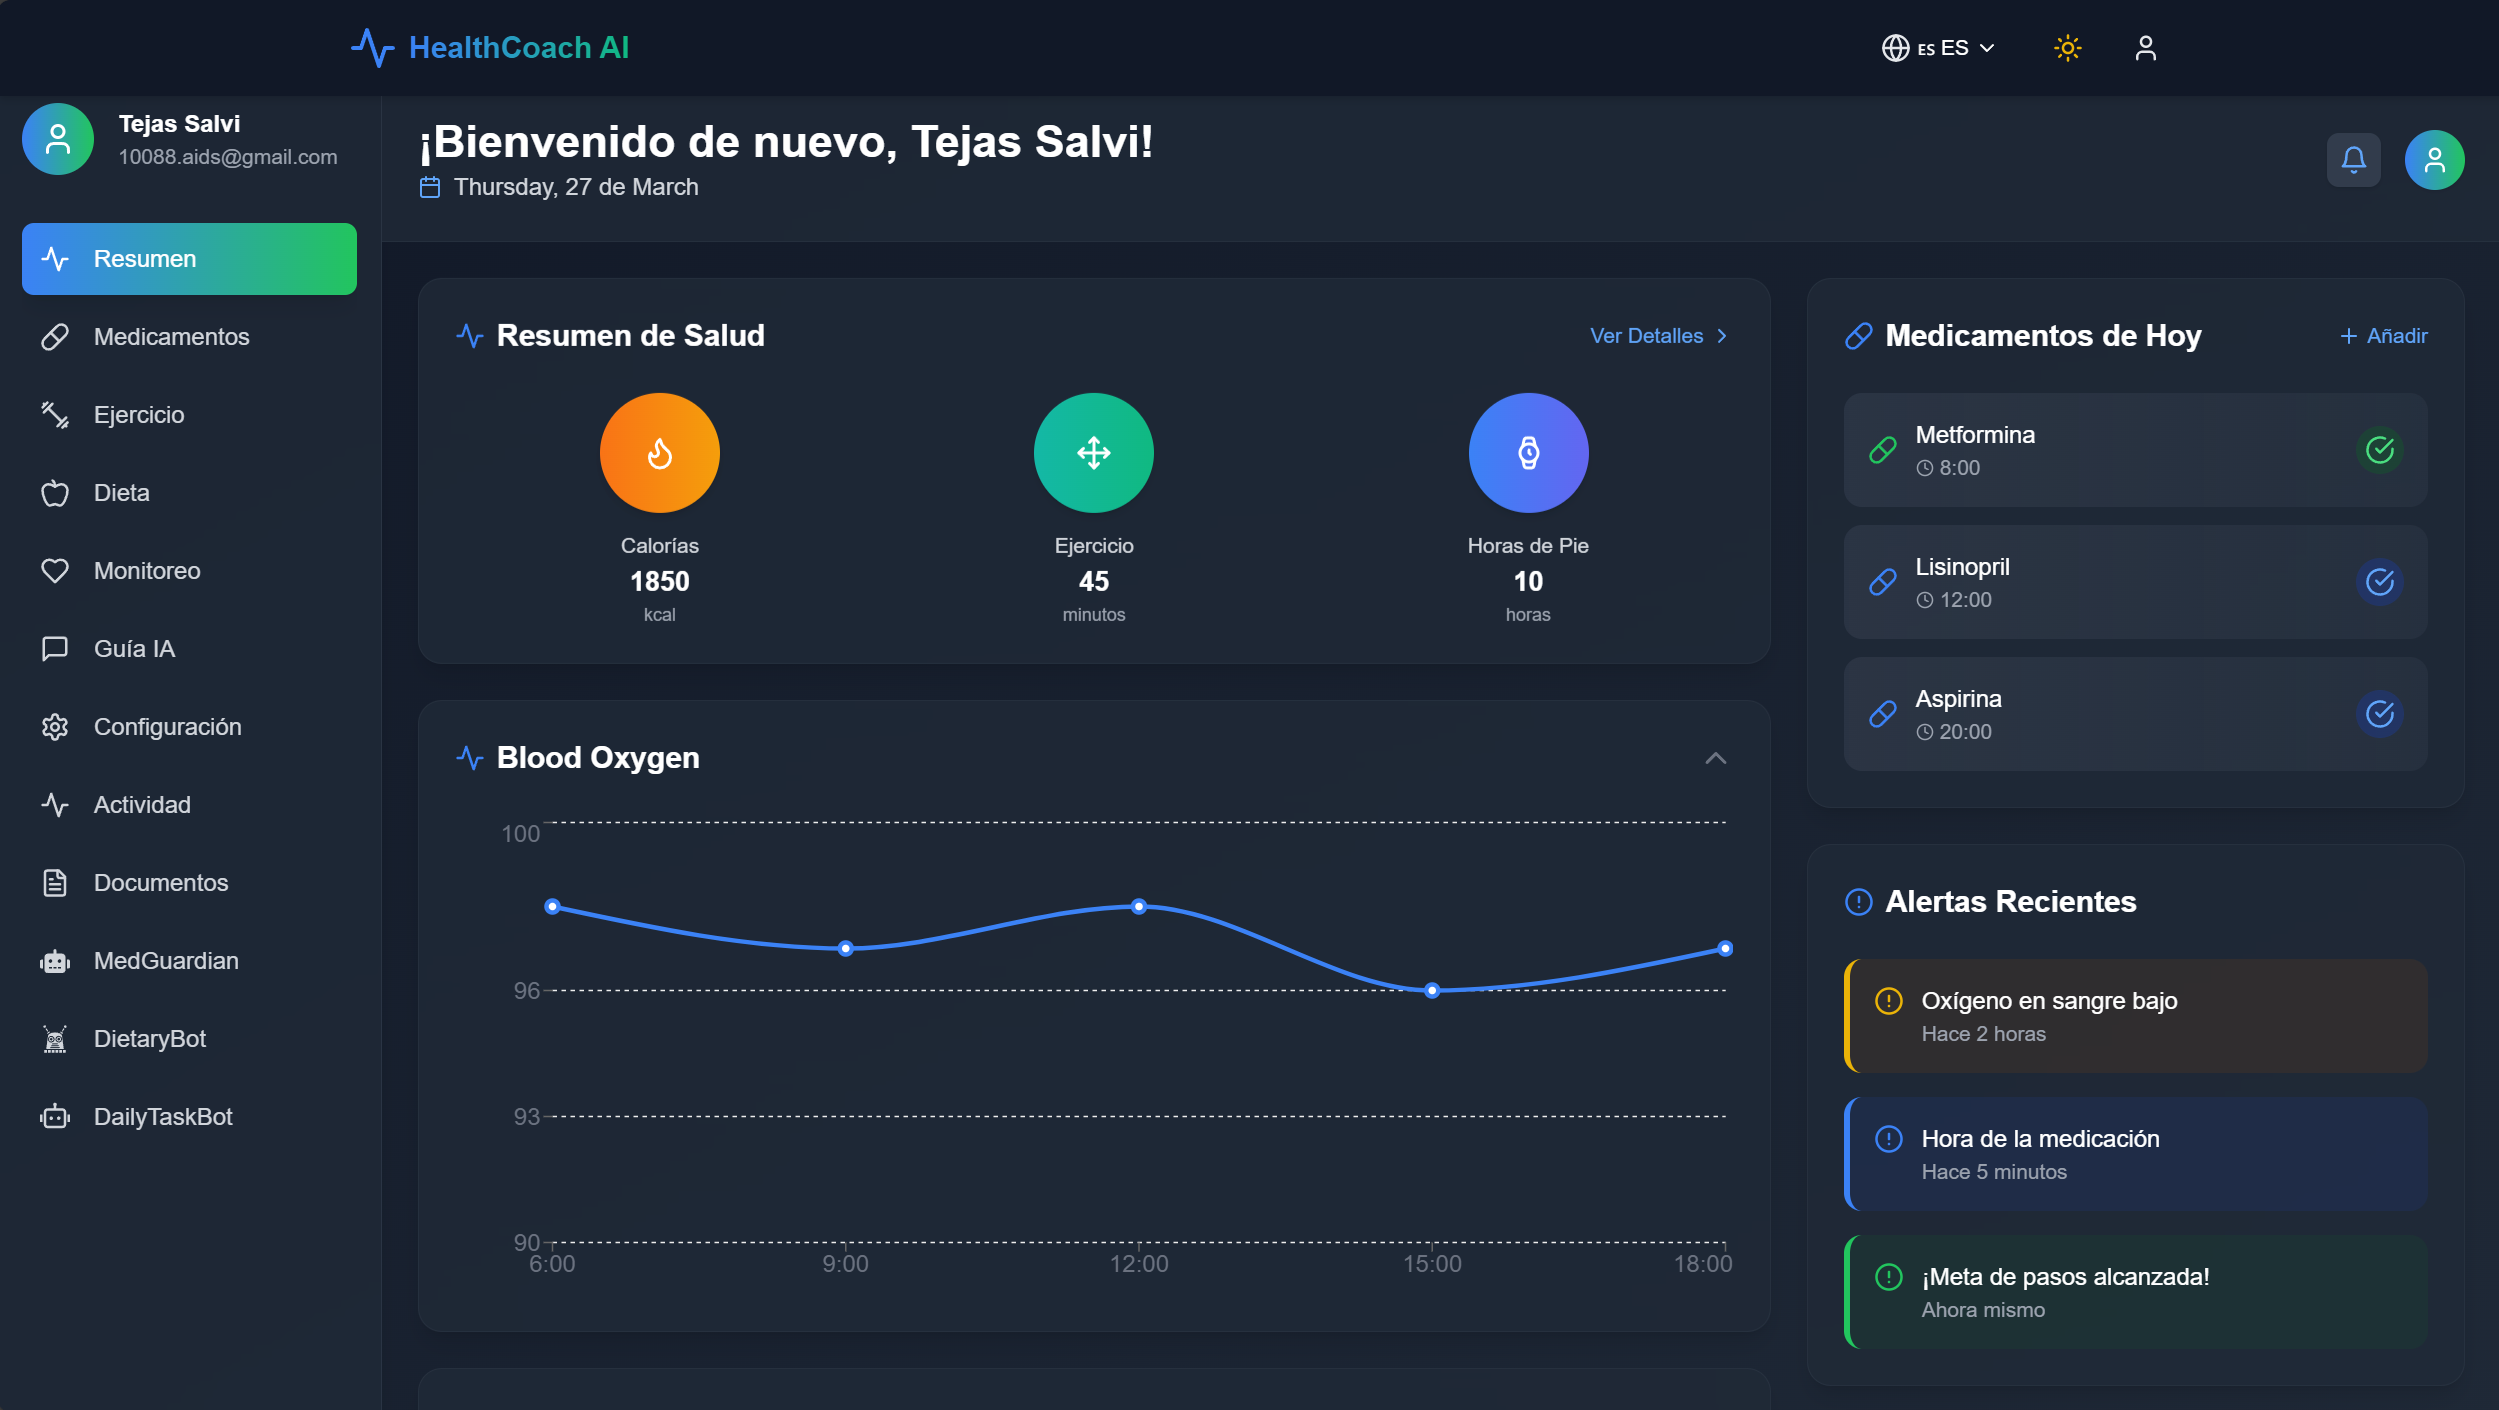 HealthCoach AI
ES ES
Tejas Salvi
10088.aids@gmail.com
Resumen
Medicamentos
Ejercicio
Dieta
Monitoreo
Guía IA
Configuración
Actividad
Documentos
MedGuardian
DietaryBot
DailyTaskBot
¡Bienvenido de nuevo, Tejas Salvi!
Thursday, 27 de March
Resumen de Salud
Ver Detalles
Calorías
1850
kcal
Ejercicio
45
minutos
Horas de Pie
10
horas
Blood Oxygen
100
96
93
90
6:00
9:00
12:00
15:00
18:00
Medicamentos de Hoy
+ Añadir
Metformina
8:00
Lisinopril
12:00
Aspirina
20:00
Alertas Recientes
Oxígeno en sangre bajo
Hace 2 horas
Hora de la medicación
Hace 5 minutos
¡Meta de pasos alcanzada!
Ahora mismo